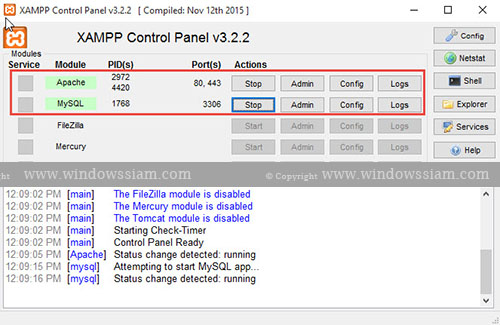 XAMPP Control Panel v3.2.2 [ Compiled: Nov 12th 2015 ]
XAMPP Control Panel v3.2.2
Config
Modules
Service Module PID(s) Port(s) Actions
Netstat
Apache 2972 4420 80, 443 Stop Admin Config Logs
Shell
MySQL 1768 3306 Stop Admin Config Logs
Explorer
FileZilla Start Admin Config Logs
Services
Mercury Start Admin Config Logs
Help
ight www.windowssiam.com © Copyright www.windowssiam.com
12:09:02 PM [main] The FileZilla module is disabled
12:09:02 PM [main] The Mercury module is disabled
12:09:02 PM [main] The Tomcat module is disabled
12:09:02 PM [main] Starting Check-Timer
12:09:02 PM [main] Control Panel Ready
12:09:05 PM [Apache] Status change detected: running
12:09:15 PM [mysql] Attempting to start MySQL app...
12:09:16 PM [mysql] Status change detected: running